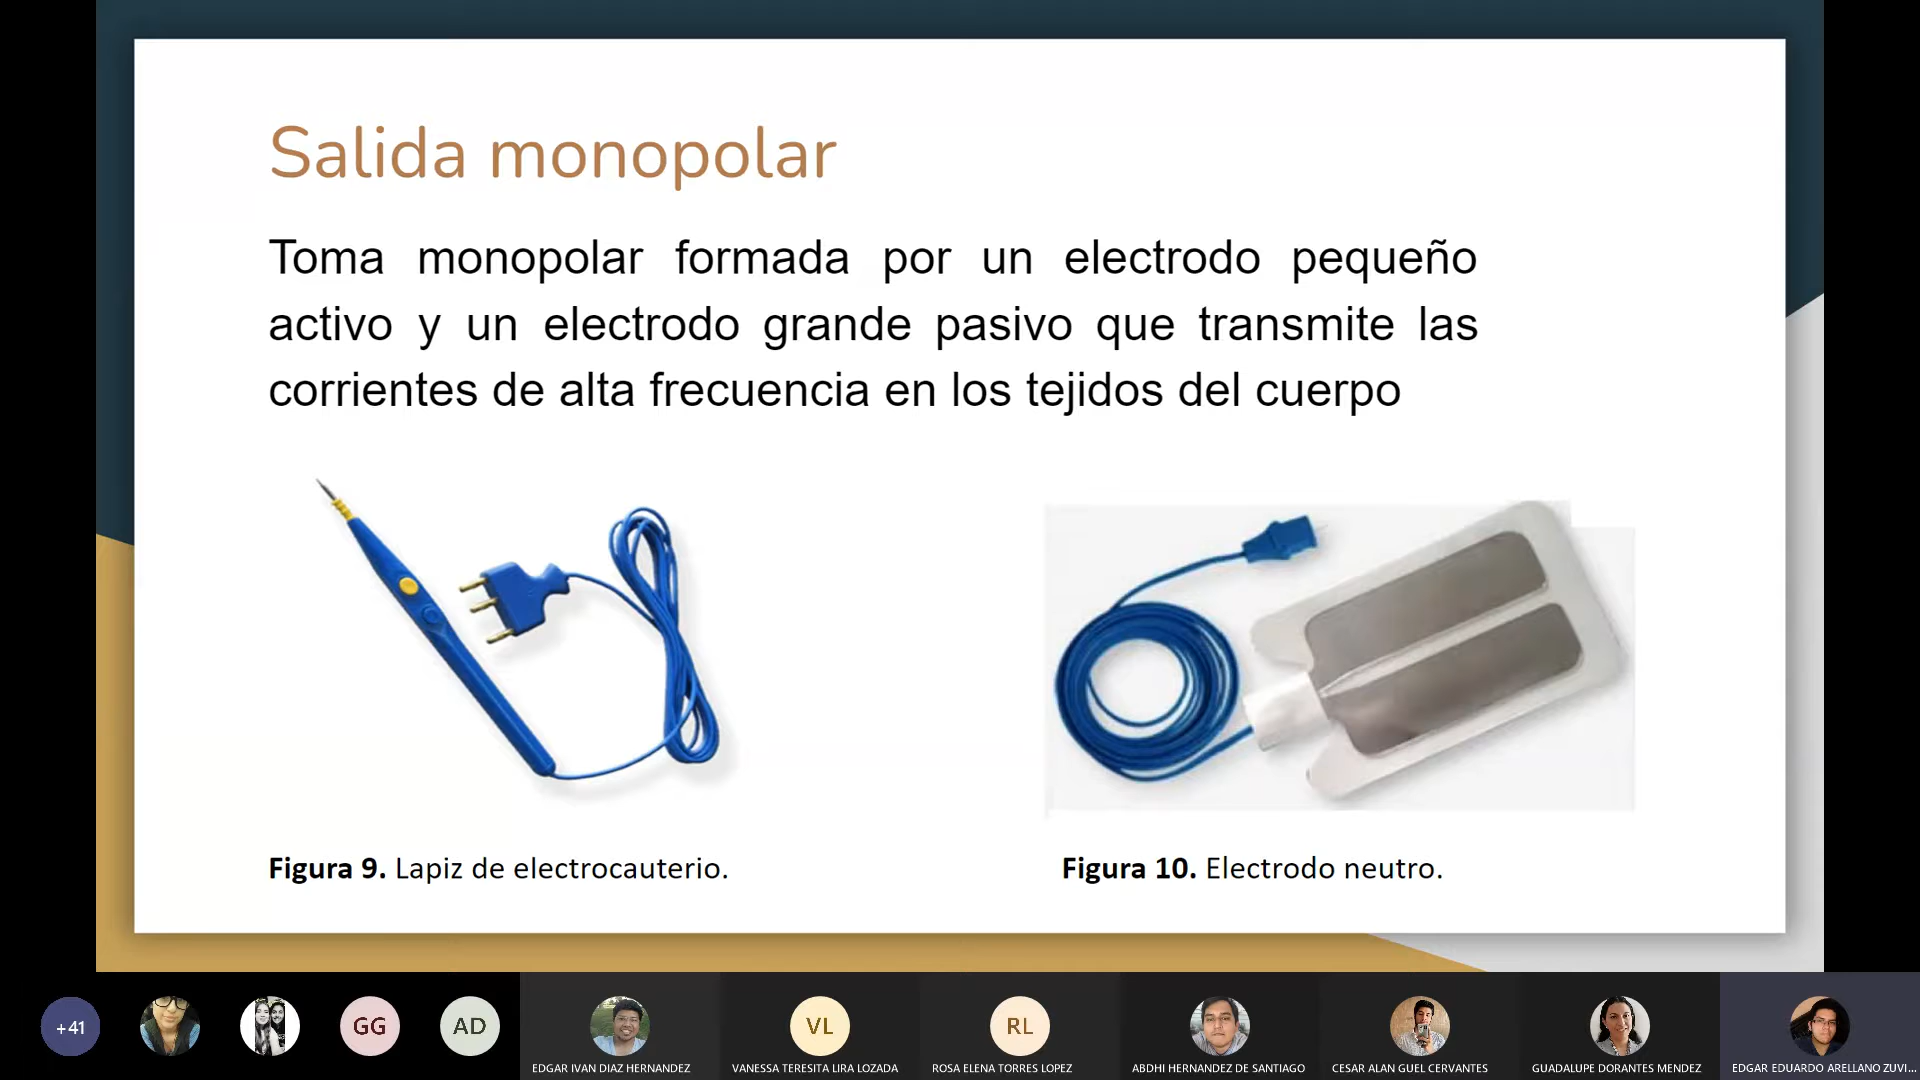 Salida monopolar
Toma monopolar formada por un electrodo pequeño
activo y un electrodo grande pasivo que transmite las
corrientes de alta frecuencia en los tejidos del cuerpo
Figura 9. Lapiz de electrocauterio.
Figura 10. Electrodo neutro.
+41
GG
AD
VL
RL
EDGAR IVAN DIAZ HERNANDEZ
VANESSA TERESITA LIRA LOZADA
ROSA ELENA TORRES LOPEZ
ABDHI HERNANDEZ DE SANTIAGO
CESAR ALAN GUEL CERVANTES
GUADALUPE DORANTES MENDEZ
EDGAR EDUARDO ARELLANO ZUVI...